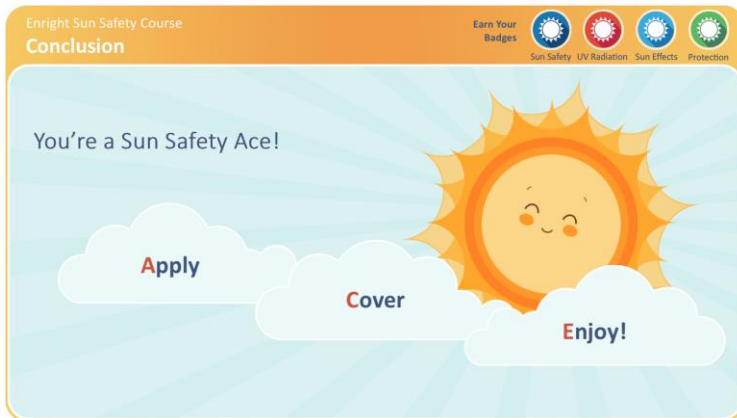 Enright Sun Safety Course
Conclusion
Earn Your
Badges
Sun Safety
UV Radiation
Sun Effects
Protection
You’re a Sun Safety Ace!
Apply
Cover
Enjoy!